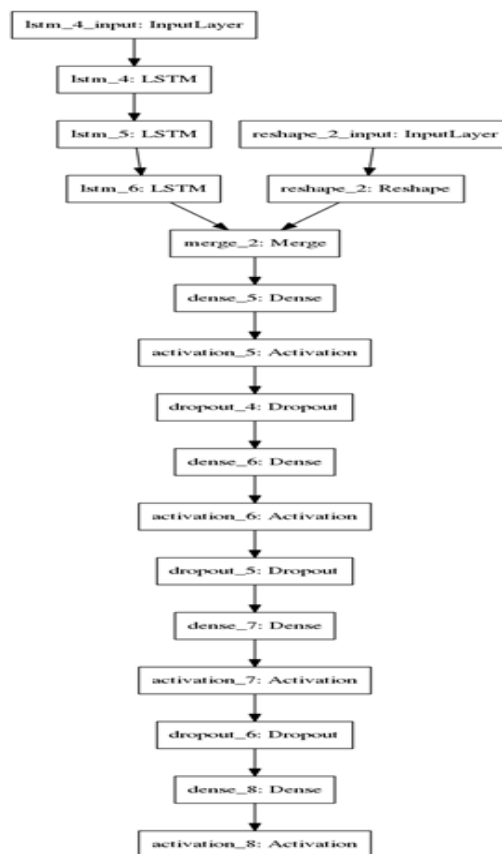 lstm_4_input: InputLayer
lstm_4: LSTM
lstm_5: LSTM
reshape_2_input: InputLayer
lstm_6: LSTM
reshape_2: Reshape
merge_2: Merge
dense_5: Dense
activation_5: Activation
dropout_4: Dropout
dense_6: Dense
activation_6: Activation
dropout_5: Dropout
dense_7: Dense
activation_7: Activation
dropout_6: Dropout
dense_8: Dense
activation_8: Activation